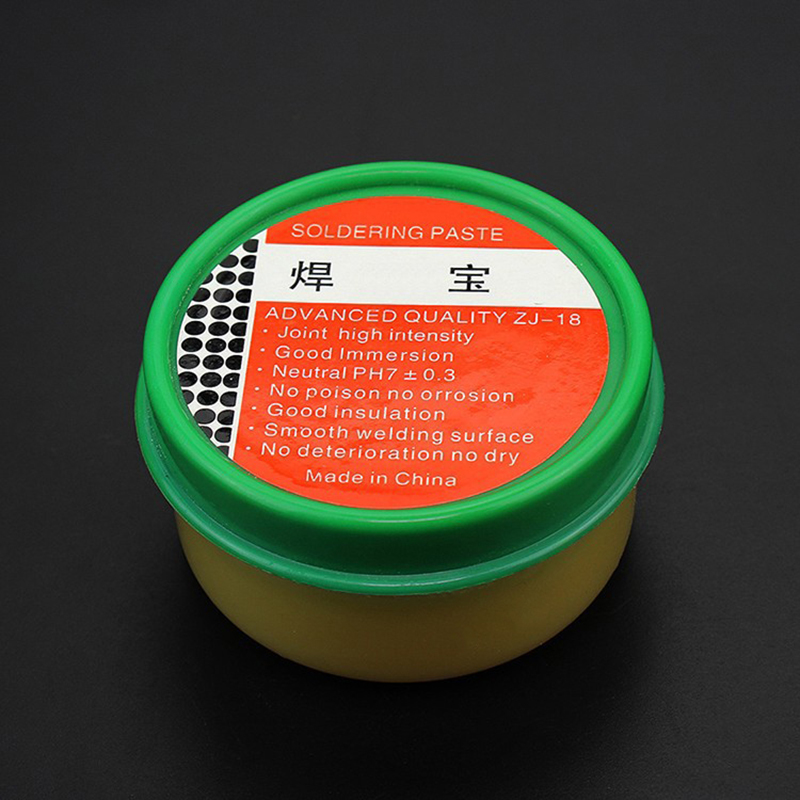 SOLDERING PASTE
焊 宝
ADVANCED QUALITY ZJ-18
· Joint high intensity
· Good Immersion
· Neutral PH7 ± 0.3
· No poison no orrosion
· Good insulation
· Smooth welding surface
· No deterioration no dry
Made in China